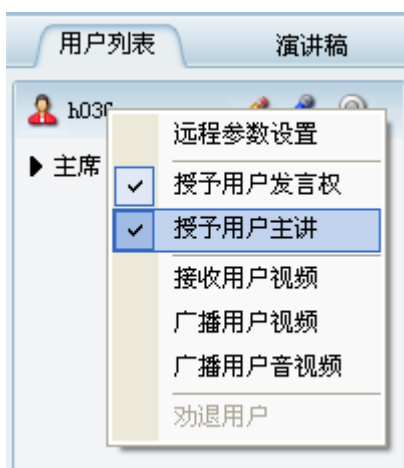 用户列表
演讲稿
h03
主席
远程参数设置
授予用户发言权
授予用户主讲
接收用户视频
广播用户视频
广播用户音视频
劝退用户